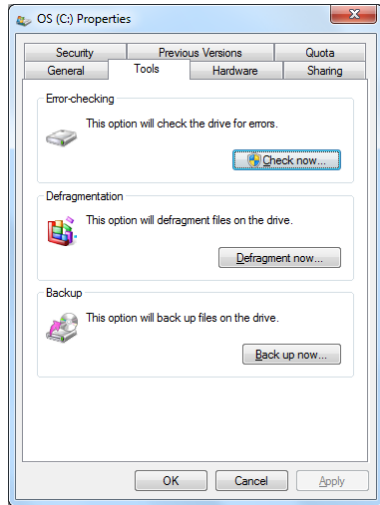 OS (C:) Properties
Security Previous Versions Quota
General Tools Hardware Sharing
Error-checking
This option will check the drive for errors.
Check now...
Defragmentation
This option will defragment files on the drive.
Defragment now...
Backup
This option will back up files on the drive.
Back up now...
OK Cancel Apply